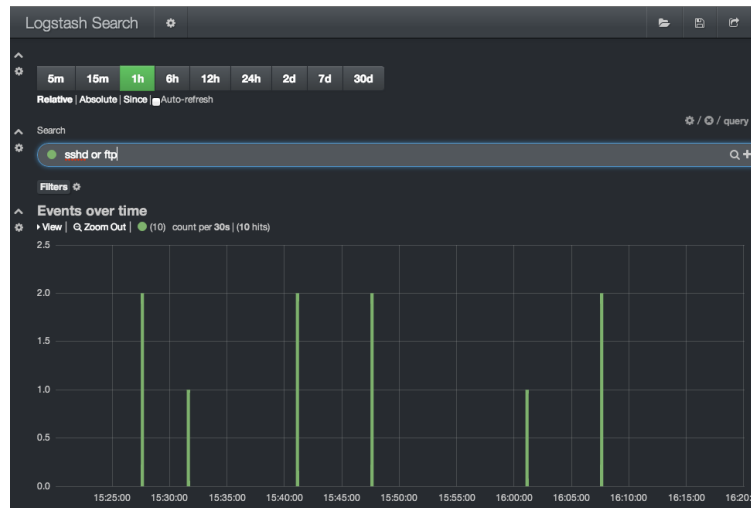 Logstash Search
5m 15m 1h 6h 12h 24h 2d 7d 30d
Relative | Absolute | Since | Auto-refresh
/ / query
Search
sshd or ftp
Filters
Events over time
View | Zoom Out | (10) count per 30s | (10 hits)
2.5
2.0
1.5
1.0
0.5
0.0
15:25:00 15:30:00 15:35:00 15:40:00 15:45:00 15:50:00 15:55:00 16:00:00 16:05:00 16:10:00 16:15:00 16:20: